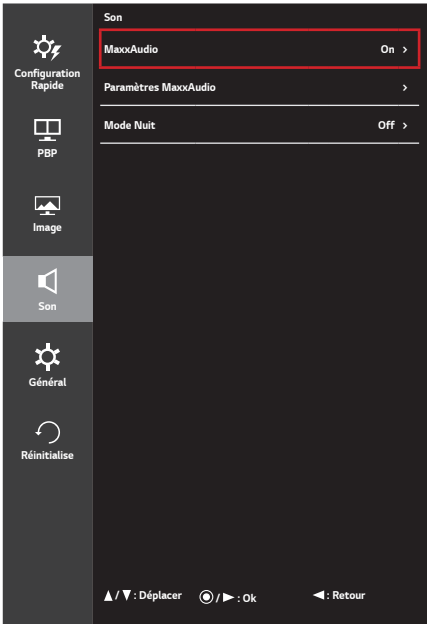 Configuration
Rapide
PBP
Image
Son
Général
Réinitialise
Son
MaxxAudio On >
Paramètres MaxxAudio >
Mode Nuit Off >
▲ / ▼ : Déplacer ◉ / ► : Ok ◄ : Retour